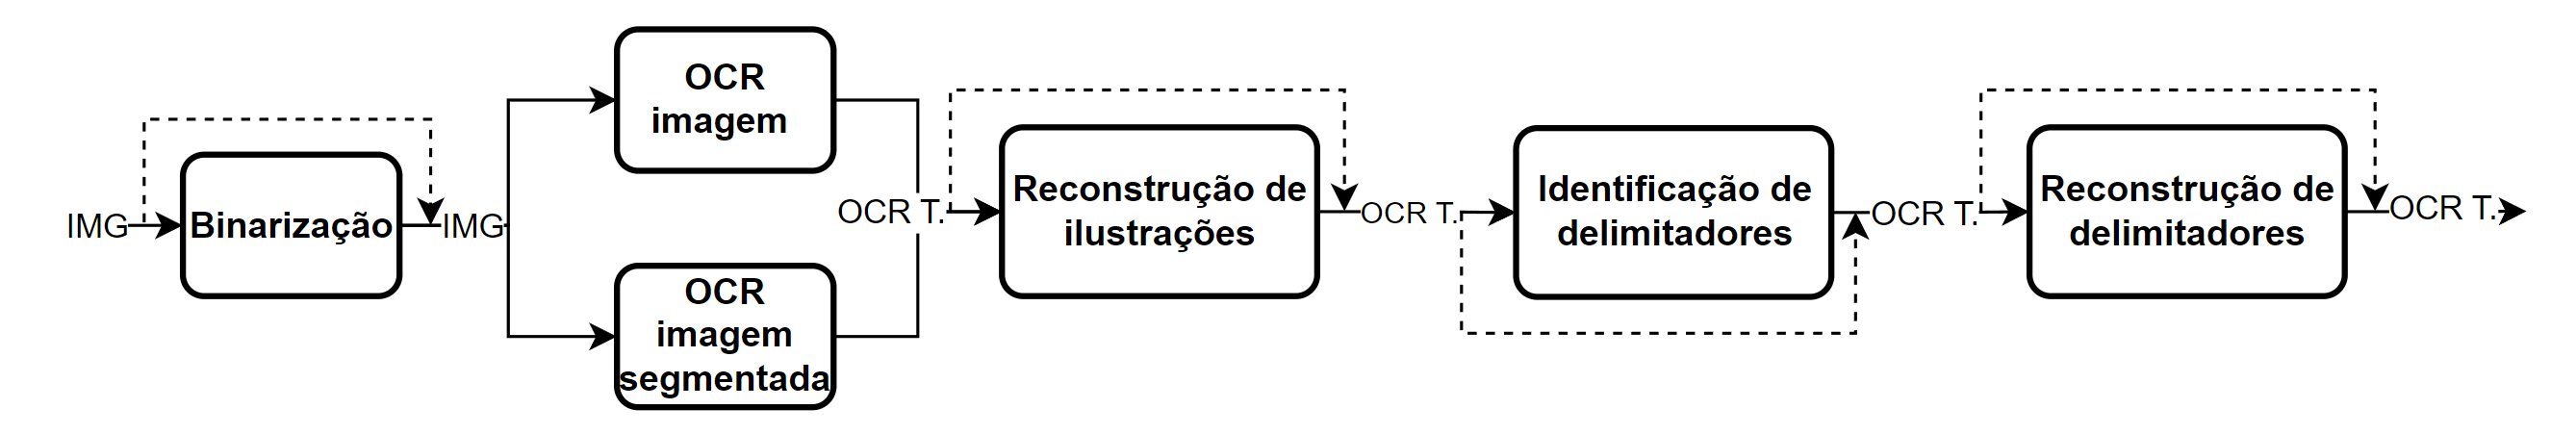 IMG
Binarização
IMG
OCR
imagem
OCR
imagem
segmentada
OCR T.
Reconstrução de
ilustrações
OCR T.
Identificação de
delimitadores
OCR T.
Reconstrução de
delimitadores
OCR T.